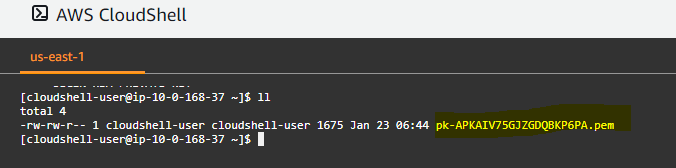 AWS CloudShell
us-east-1
[cloudshell-user@ip-10-0-168-37 ~]$ ll
total 4
-rw-rw-r-- 1 cloudshell-user cloudshell-user 1675 Jan 23 06:44 pk-APKAIV75GJZGDQBKP6PA.pem
[cloudshell-user@ip-10-0-168-37 ~]$